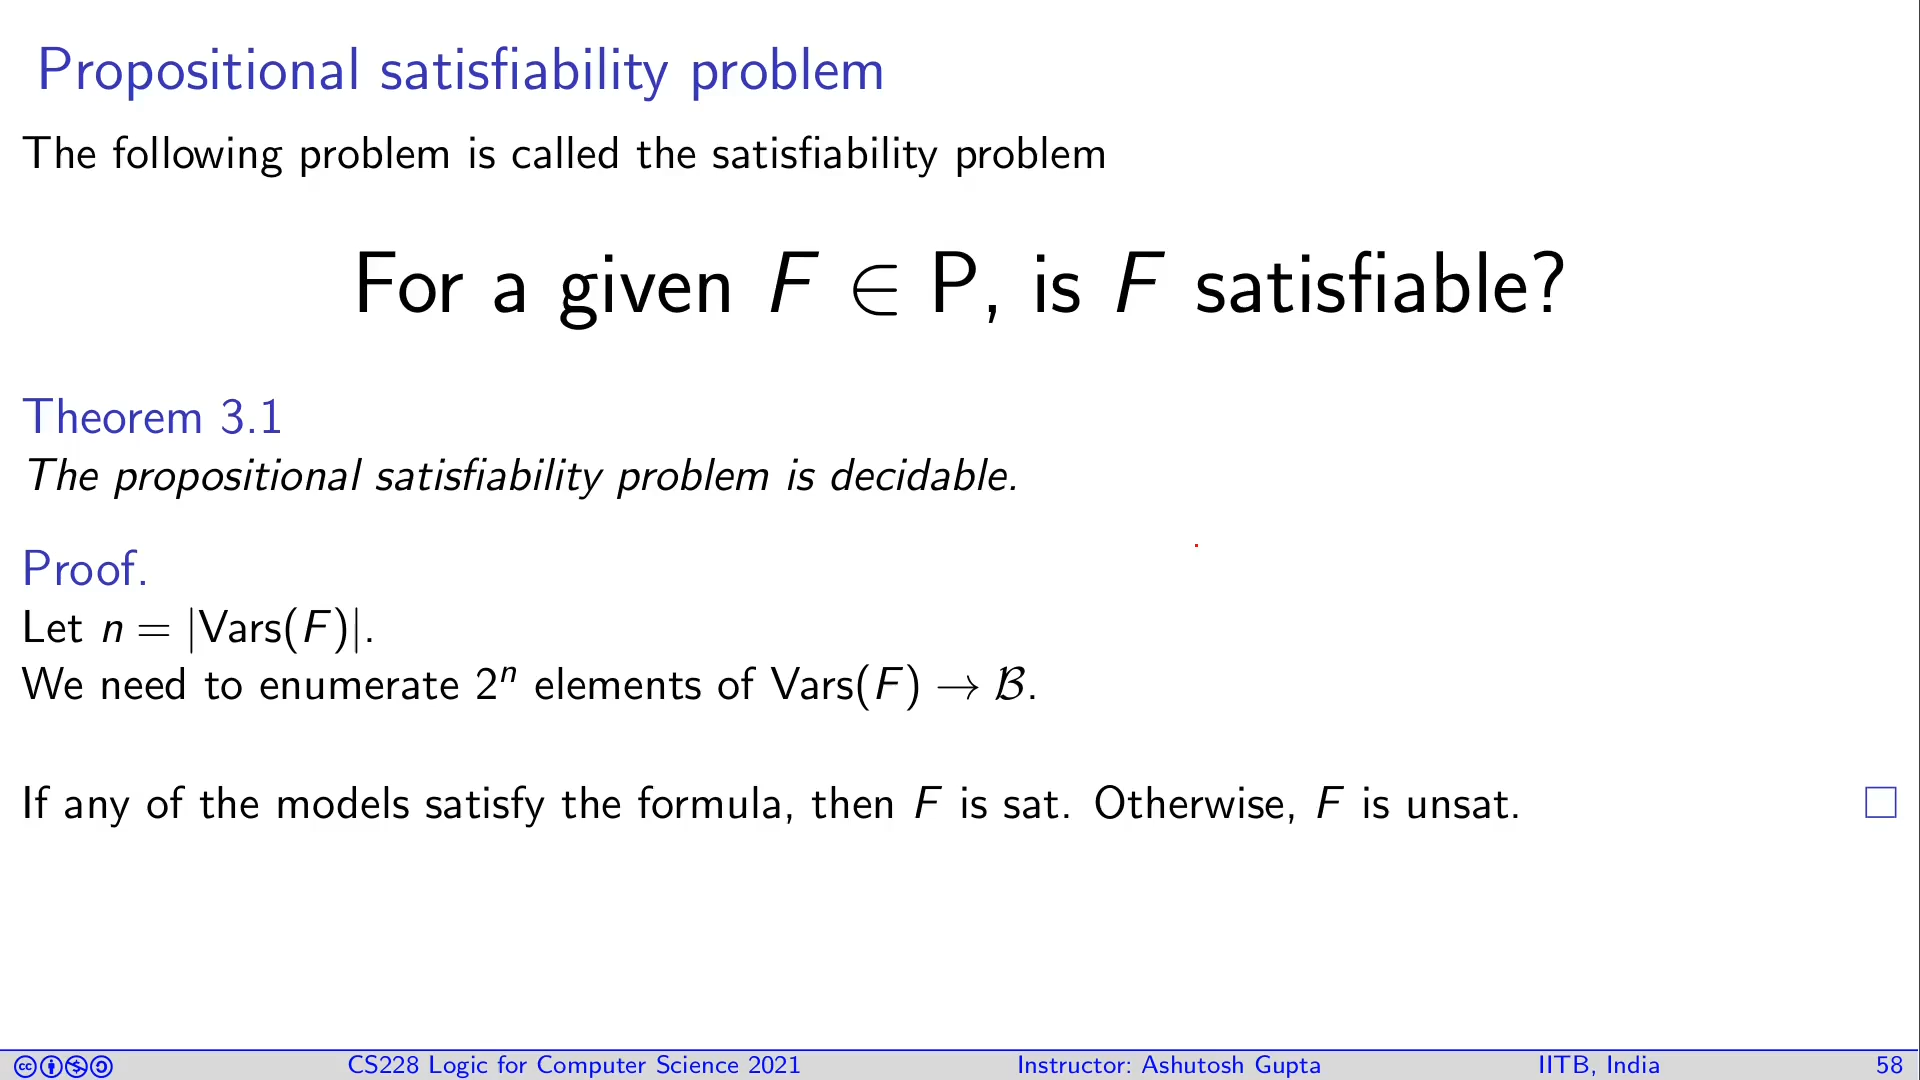 Propositional satisfiability problem
The following problem is called the satisfiability problem
For a given F ∈ P, is F satisfiable?
Theorem 3.1
The propositional satisfiability problem is decidable.
Proof.
Let n = |Vars(F)|.
We need to enumerate 2ⁿ elements of Vars(F) → ℬ.
If any of the models satisfy the formula, then F is sat. Otherwise, F is unsat. □
CS228 Logic for Computer Science 2021 Instructor: Ashutosh Gupta IITB, India 58